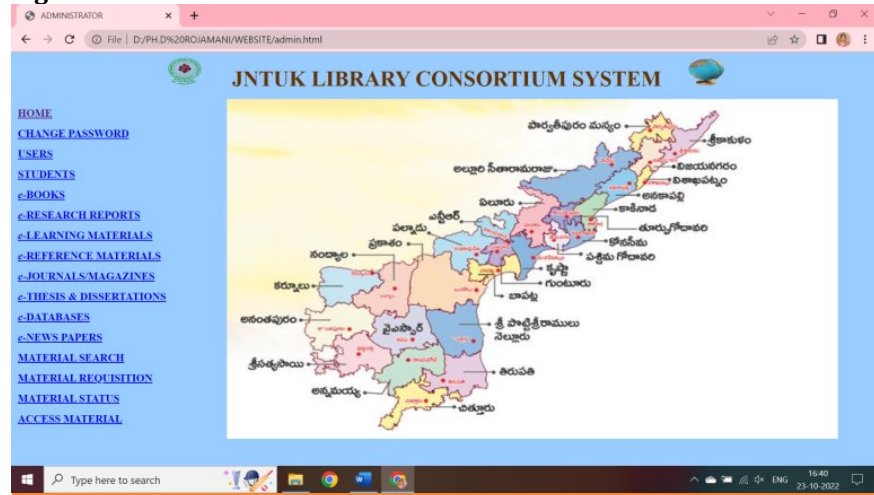 ADMINISTRATOR
File | D:/PH.D%20ROJAMANI/WEBSITE/admin.html
JNTUK LIBRARY CONSORTIUM SYSTEM
HOME
CHANGE PASSWORD
USERS
STUDENTS
e-BOOKS
e-RESEARCH REPORTS
e-LEARNING MATERIALS
e-REFERENCE MATERIALS
e-JOURNALS/MAGAZINES
e-THESIS & DISSERTATIONS
e-DATABASES
e-NEWS PAPERS
MATERIAL SEARCH
MATERIAL REQUISITION
MATERIAL STATUS
ACCESS MATERIAL
పార్వతీపురం మన్యం
శ్రీకాకుళం
అల్లూరి సీతారామరాజు
విజయనగరం
విశాఖపట్నం
అనకాపల్లి
ఏలూరు
కాకినాడ
ఎన్టీఆర్
తూర్పుగోదావరి
పల్నాడు
కోనసీమ
ప్రకాశం
పశ్చిమ గోదావరి
నంద్యాల
కృష్ణా
గుంటూరు
కర్నూలు
బాపట్ల
అనంతపురం
వైఎస్సార్
శ్రీ పొట్టిశ్రీరాములు
నెల్లూరు
శ్రీసత్యసాయి
తిరుపతి
అన్నమయ్య
చిత్తూరు
Type here to search
ENG
16:40
23-10-2022